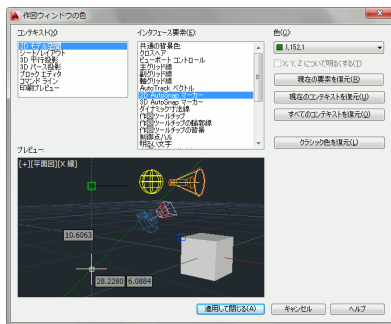 作図ウィンドウの色
コンテキスト(X):
インタフェース要素(E):
色(C):
2D モデル空間
シート/レイアウト
3D 平行投影
3D パース投影
ブロック エディタ
コマンド ライン
印刷プレビュー
共通の背景色
クロスヘア
ビューポート コントロール
主グリッド線
副グリッド線
軸グリッド線
AutoTrack ベクトル
2D AutoSnap マーカー
3D AutoSnap マーカー
ダイナミック寸法線
作図ツールチップ
作図ツールチップの輪郭線
作図ツールチップの背景
制御点ハル
明るい文字
1,152,1
X, Y, Z について明るくする(T)
現在の要素を復元(R)
現在のコンテキストを復元(U)
すべてのコンテキストを復元(O)
クラシック色を復元(L)
プレビュー:
[+][平面図][X 線]
10.6063
28.2280
6.0884
適用して閉じる(A)
キャンセル
ヘルプ